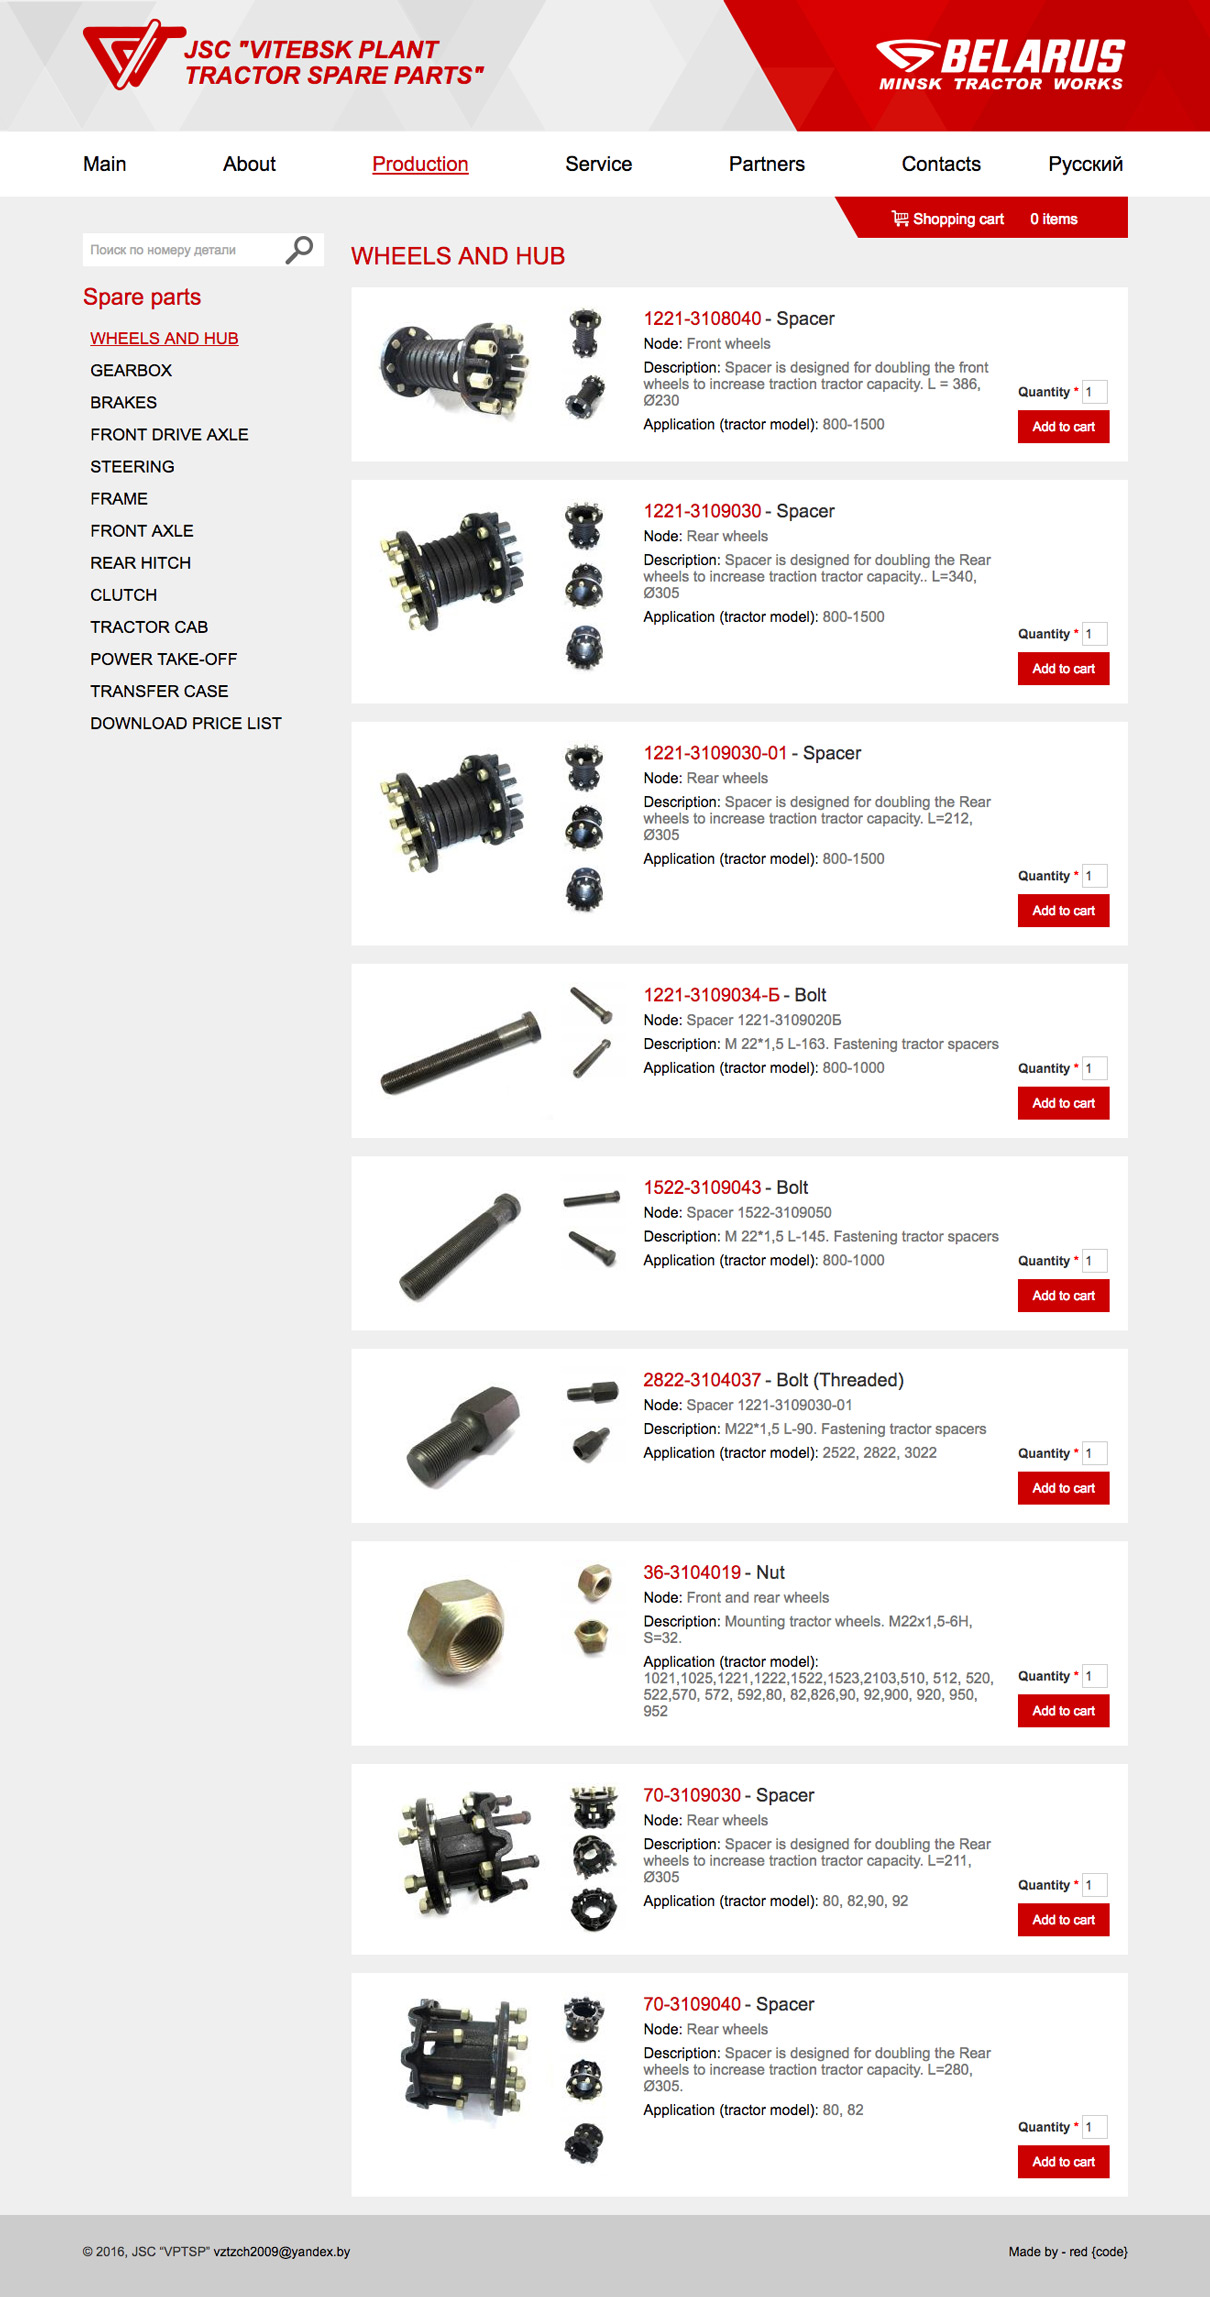 JSC "VITEBSK PLANT
TRACTOR SPARE PARTS"
BELARUS
MINSK TRACTOR WORKS
Main About Production Service Partners Contacts Русский
Shopping cart 0 items
Поиск по номеру детали
Spare parts
WHEELS AND HUB
GEARBOX
BRAKES
FRONT DRIVE AXLE
STEERING
FRAME
FRONT AXLE
REAR HITCH
CLUTCH
TRACTOR CAB
POWER TAKE-OFF
TRANSFER CASE
DOWNLOAD PRICE LIST
WHEELS AND HUB
1221-3108040 - Spacer
Node: Front wheels
Description: Spacer is designed for doubling the front
wheels to increase traction tractor capacity. L = 386,
Ø230
Application (tractor model): 800-1500
Quantity * 1
Add to cart
1221-3109030 - Spacer
Node: Rear wheels
Description: Spacer is designed for doubling the Rear
wheels to increase traction tractor capacity.. L=340,
Ø305
Application (tractor model): 800-1500
Quantity * 1
Add to cart
1221-3109030-01 - Spacer
Node: Rear wheels
Description: Spacer is designed for doubling the Rear
wheels to increase traction tractor capacity. L=212,
Ø305
Application (tractor model): 800-1500
Quantity * 1
Add to cart
1221-3109034-Б - Bolt
Node: Spacer 1221-3109020Б
Description: M 22*1,5 L-163. Fastening tractor spacers
Application (tractor model): 800-1000
Quantity * 1
Add to cart
1522-3109043 - Bolt
Node: Spacer 1522-3109050
Description: M 22*1,5 L-145. Fastening tractor spacers
Application (tractor model): 800-1000
Quantity * 1
Add to cart
2822-3104037 - Bolt (Threaded)
Node: Spacer 1221-3109030-01
Description: M22*1,5 L-90. Fastening tractor spacers
Application (tractor model): 2522, 2822, 3022
Quantity * 1
Add to cart
36-3104019 - Nut
Node: Front and rear wheels
Description: Mounting tractor wheels. M22x1,5-6H,
S=32.
Application (tractor model):
1021,1025,1221,1222,1522,1523,2103,510, 512, 520,
522,570, 572, 592,80, 82,826,90, 92,900, 920, 950,
952
Quantity * 1
Add to cart
70-3109030 - Spacer
Node: Rear wheels
Description: Spacer is designed for doubling the Rear
wheels to increase traction tractor capacity. L=211,
Ø305
Application (tractor model): 80, 82,90, 92
Quantity * 1
Add to cart
70-3109040 - Spacer
Node: Rear wheels
Description: Spacer is designed for doubling the Rear
wheels to increase traction tractor capacity. L=280,
Ø305.
Application (tractor model): 80, 82
Quantity * 1
Add to cart
© 2016, JSC “VPTSP” vztzch2009@yandex.by
Made by - red {code}